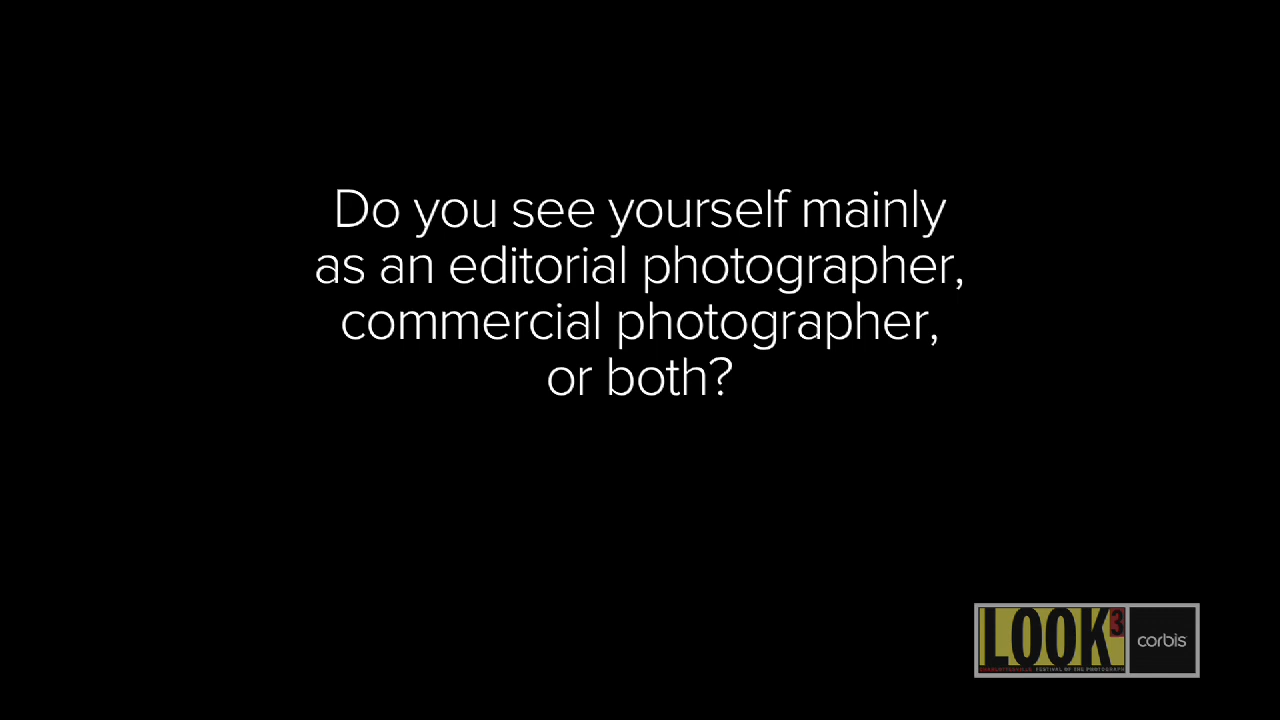 Do you see yourself mainly
as an editorial photographer,
commercial photographer,
or both?
LOOK3
corbis
CHARLOTTESVILLE FESTIVAL OF THE PHOTOGRAPH